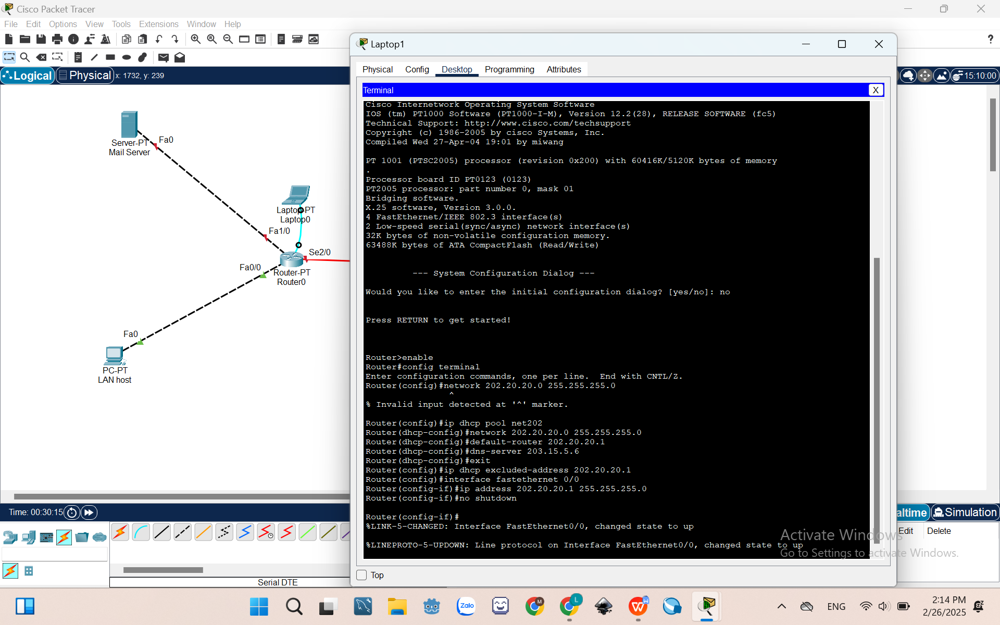 Cisco Packet Tracer
File Edit Options View Tools Extensions Window Help
?
Logical Physical x: 1732, y: 239
15:10:00
Server-PT
Mail Server
Fa0
Laptop-PT
Laptop0
Fa1/0
Se2/0
Fa0/0
Router-PT
Router0
Fa0
PC-PT
LAN host
Laptop1
Physical Config Desktop Programming Attributes
Terminal
X
Cisco Internetwork Operating System Software
IOS (tm) PT1000 Software (PT1000-I-M), Version 12.2(28), RELEASE SOFTWARE (fc5)
Technical Support: http://www.cisco.com/techsupport
Copyright (c) 1986-2005 by cisco Systems, Inc.
Compiled Wed 27-Apr-04 19:01 by miwang
PT 1001 (PTSC2005) processor (revision 0x200) with 60416K/5120K bytes of memory
.
Processor board ID PT0123 (0123)
PT2005 processor: part number 0, mask 01
Bridging software.
X.25 software, Version 3.0.0.
4 FastEthernet/IEEE 802.3 interface(s)
2 Low-speed serial(sync/async) network interface(s)
32K bytes of non-volatile configuration memory.
63488K bytes of ATA CompactFlash (Read/Write)
--- System Configuration Dialog ---
Would you like to enter the initial configuration dialog? [yes/no]: no
Press RETURN to get started!
Router>enable
Router#config terminal
Enter configuration commands, one per line.  End with CNTL/Z.
Router(config)#network 202.20.20.0 255.255.255.0
^
% Invalid input detected at '^' marker.
Router(config)#ip dhcp pool net202
Router(dhcp-config)#network 202.20.20.0 255.255.255.0
Router(dhcp-config)#default-router 202.20.20.1
Router(dhcp-config)#dns-server 203.15.5.6
Router(dhcp-config)#exit
Router(config)#ip dhcp excluded-address 202.20.20.1
Router(config)#interface fastethernet 0/0
Router(config-if)#ip address 202.20.20.1 255.255.255.0
Router(config-if)#no shutdown
Router(config-if)#
%LINK-5-CHANGED: Interface FastEthernet0/0, changed state to up
%LINEPROTO-5-UPDOWN: Line protocol on Interface FastEthernet0/0, changed state to up
Top
Time: 00:30:15
altime Simulation
Edit Delete
Activate Windows
Go to Settings to activate Windows.
Serial DTE
Zalo
M
L
W
ENG
2:14 PM
2/26/2025